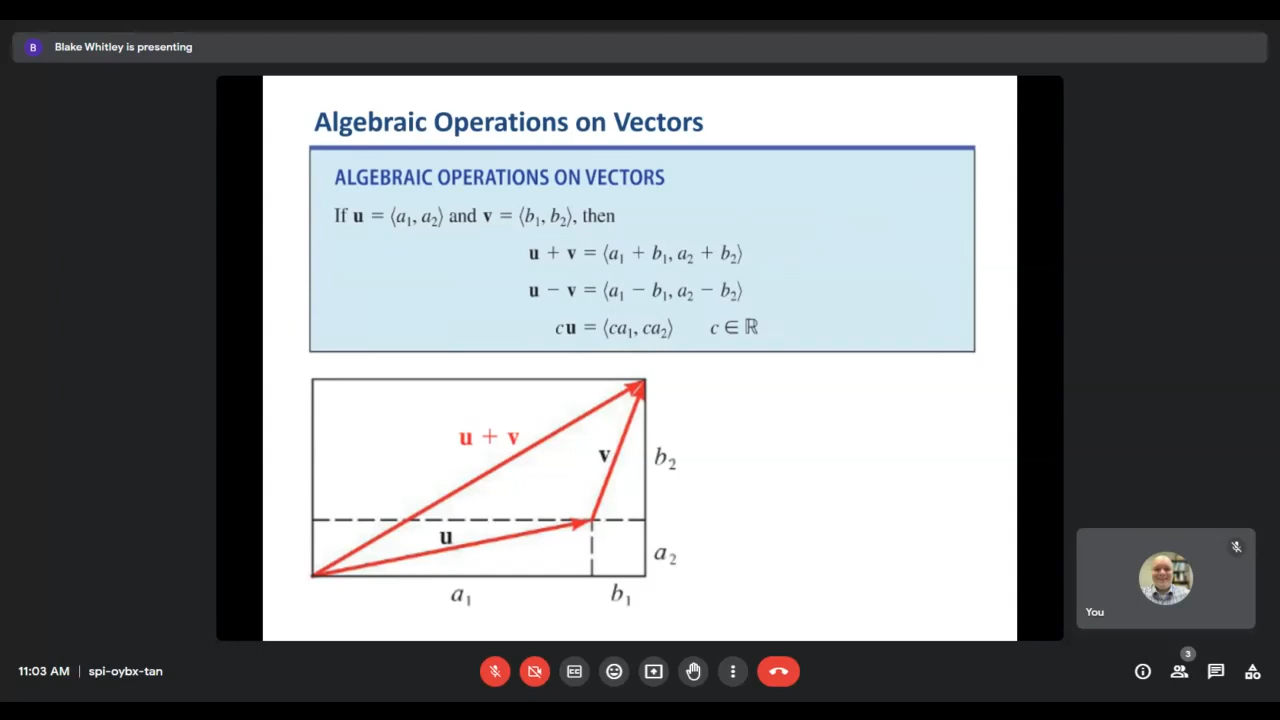 B Blake Whitley is presenting
Algebraic Operations on Vectors
ALGEBRAIC OPERATIONS ON VECTORS
If u = ⟨a₁, a₂⟩ and v = ⟨b₁, b₂⟩, then
u + v = ⟨a₁ + b₁, a₂ + b₂⟩
u − v = ⟨a₁ − b₁, a₂ − b₂⟩
cu = ⟨ca₁, ca₂⟩ c ∈ ℝ
u + v
v
b₂
u
a₂
a₁
b₁
You
11:03 AM | spi-oybx-tan
CC
3